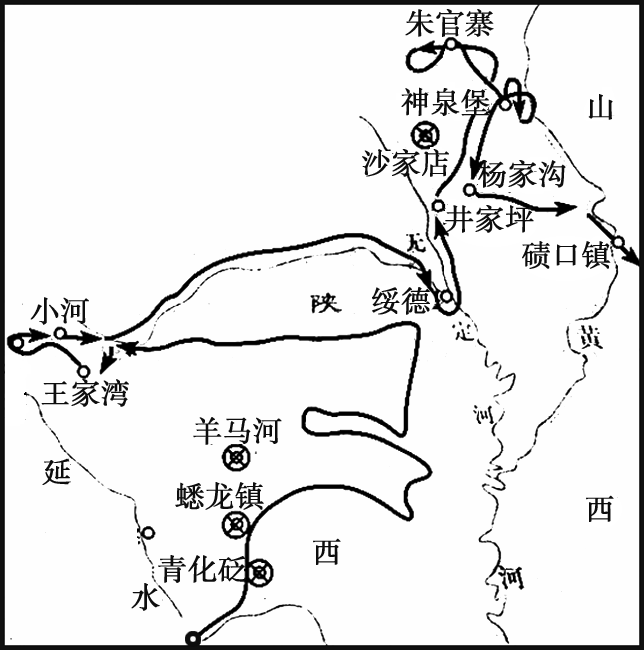 朱官寨
神泉堡
山
沙家店
杨家沟
井家坪
碛口镇
无
绥德
陕
小河
定
黄
王家湾
河
羊马河
延
蟠龙镇
西
西
青化砭
河
水